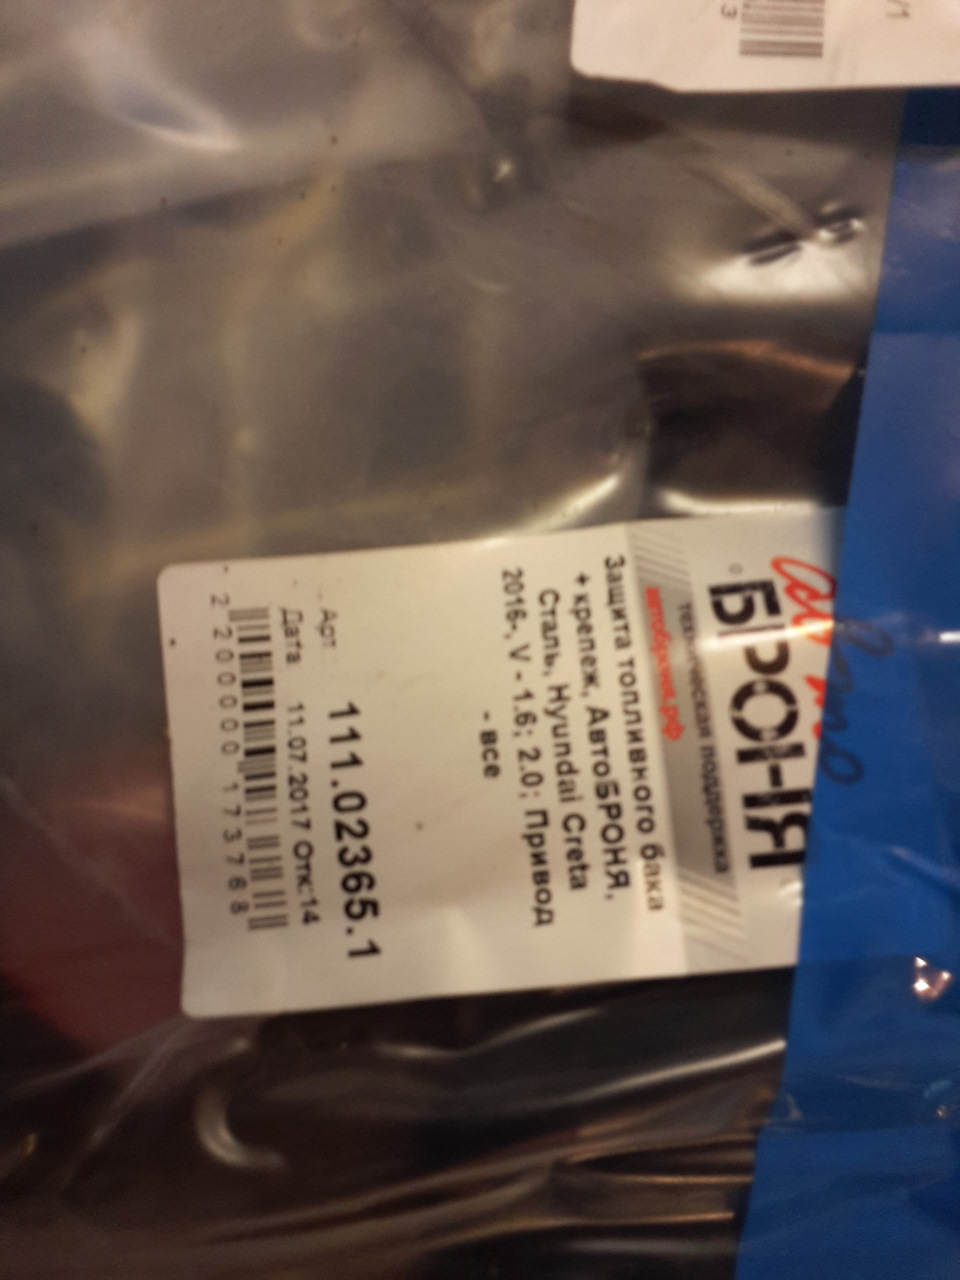 Авто
БРОНЯ
техническая поддержка
автоброня.рф
Защита топливного бака
+ крепеж, АвтоБРОНЯ,
Сталь, Hyundai Creta
2016-, V - 1.6; 2.0; Привод
- все
Арт.
111.02365.1
Дата 11.07.2017 Отк:14
2 200000 173768